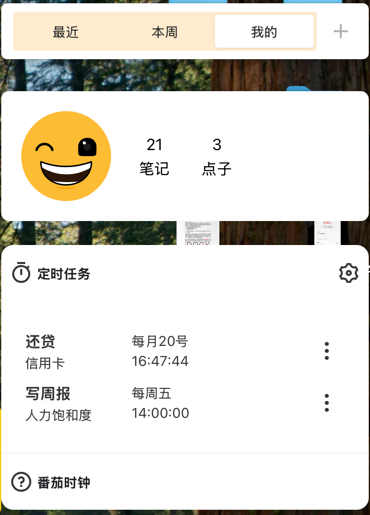 最近 本周 我的
21 3
笔记 点子
定时任务
还贷 每月20号
信用卡 16:47:44
写周报 每周五
人力饱和度 14:00:00
番茄时钟